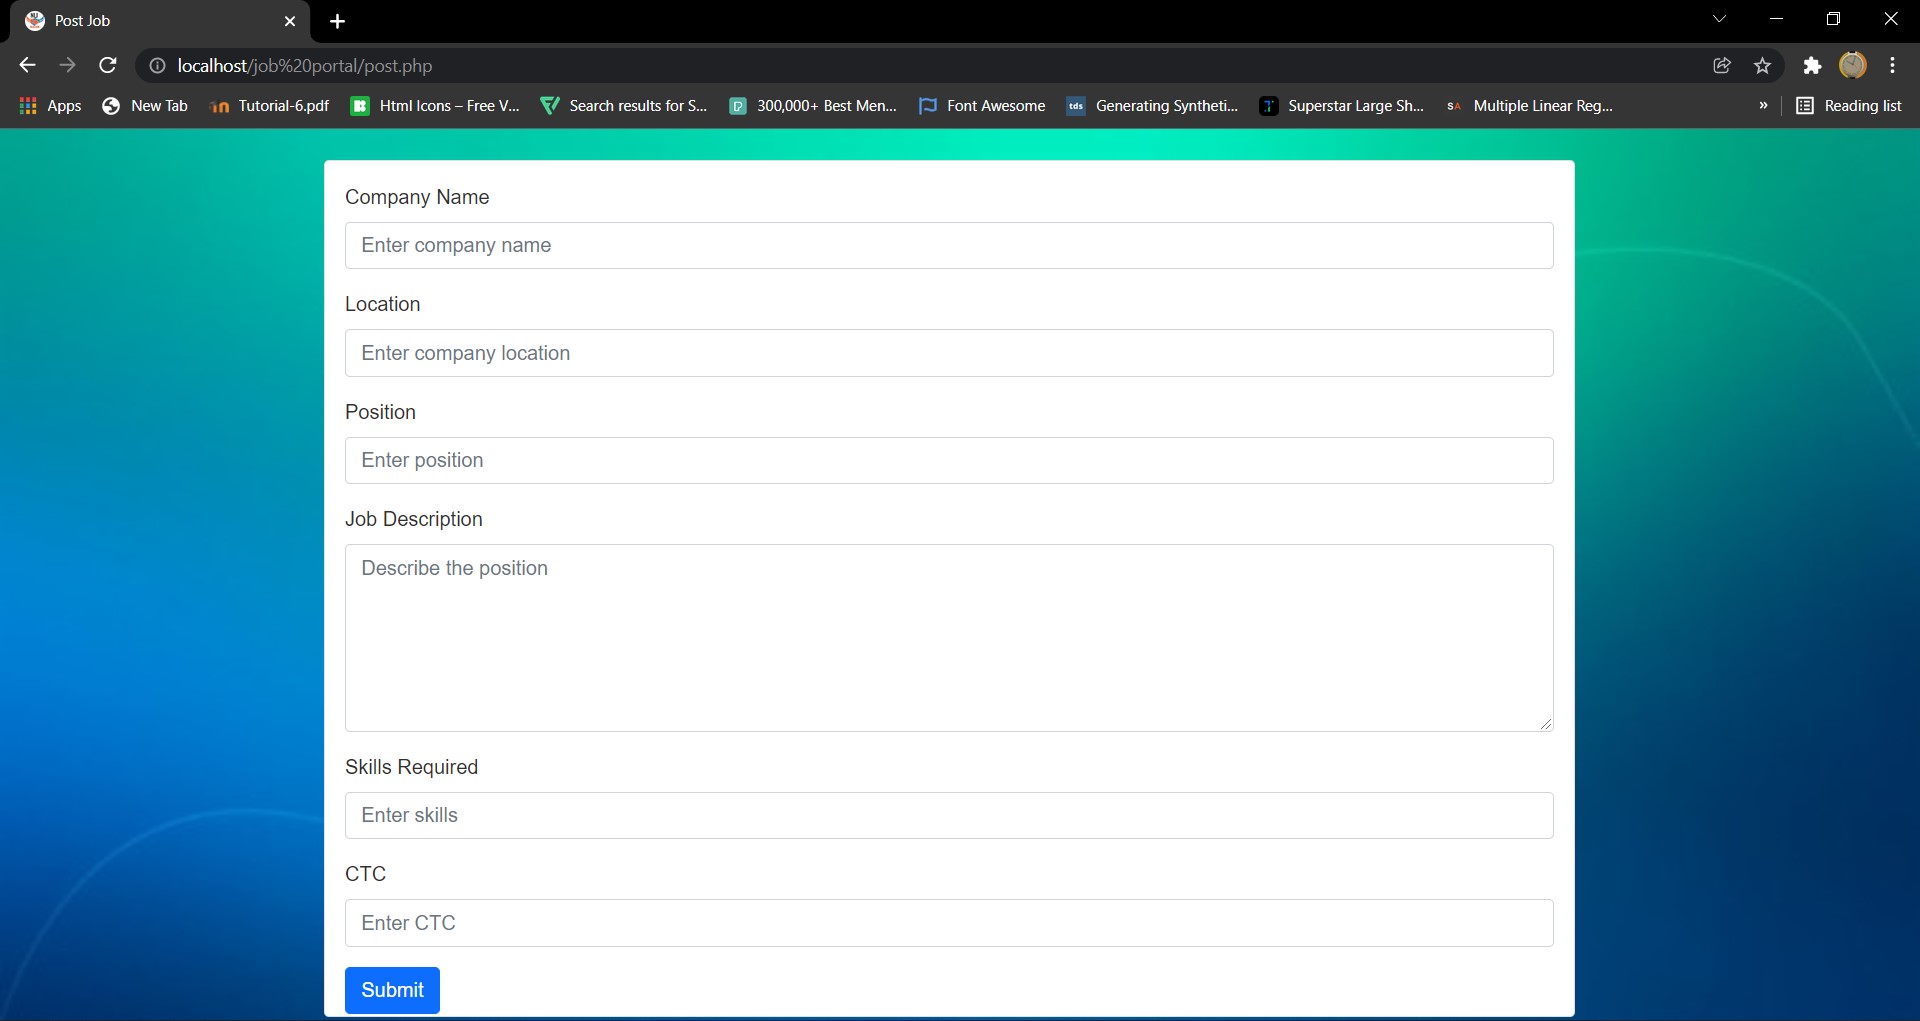 Post Job
localhost/job%20portal/post.php
Apps New Tab Tutorial-6.pdf Html Icons – Free V... Search results for S... 300,000+ Best Men... Font Awesome tds Generating Syntheti... Superstar Large Sh... SA Multiple Linear Reg... » Reading list
Company Name
Enter company name
Location
Enter company location
Position
Enter position
Job Description
Describe the position
Skills Required
Enter skills
CTC
Enter CTC
Submit